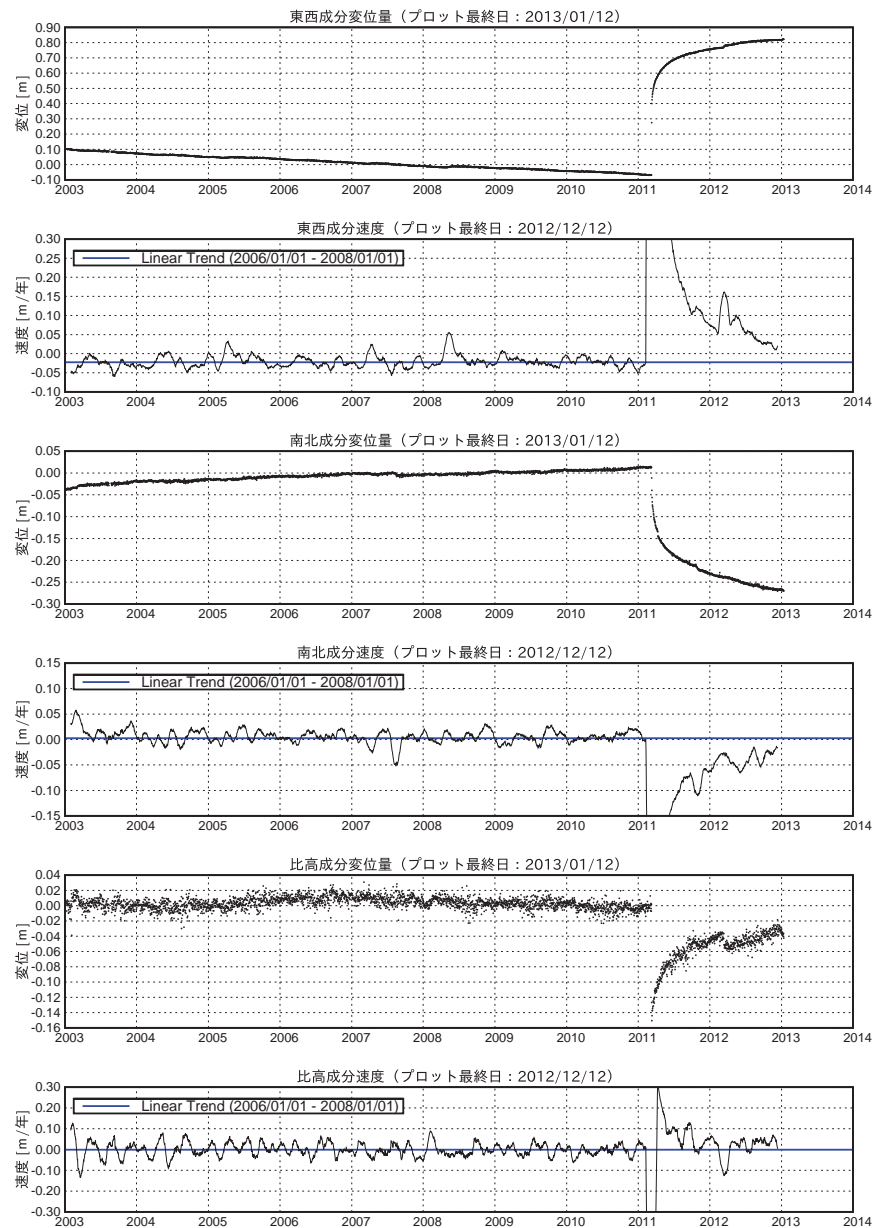 東西成分変位量（プロット最終日：2013/01/12）
変位 [m]
0.90
0.80
0.70
0.60
0.50
0.40
0.30
0.20
0.10
0.00
-0.10
2003 2004 2005 2006 2007 2008 2009 2010 2011 2012 2013 2014
東西成分速度（プロット最終日：2012/12/12）
速度 [m/年]
0.30
0.25
0.20
0.15
0.10
0.05
0.00
-0.05
-0.10
Linear Trend (2006/01/01 - 2008/01/01)
2003 2004 2005 2006 2007 2008 2009 2010 2011 2012 2013 2014
南北成分変位量（プロット最終日：2013/01/12）
変位 [m]
0.05
0.00
-0.05
-0.10
-0.15
-0.20
-0.25
-0.30
2003 2004 2005 2006 2007 2008 2009 2010 2011 2012 2013 2014
南北成分速度（プロット最終日：2012/12/12）
速度 [m/年]
0.15
0.10
0.05
0.00
-0.05
-0.10
-0.15
Linear Trend (2006/01/01 - 2008/01/01)
2003 2004 2005 2006 2007 2008 2009 2010 2011 2012 2013 2014
比高成分変位量（プロット最終日：2013/01/12）
変位 [m]
0.04
0.02
0.00
-0.02
-0.04
-0.06
-0.08
-0.10
-0.12
-0.14
-0.16
2003 2004 2005 2006 2007 2008 2009 2010 2011 2012 2013 2014
比高成分速度（プロット最終日：2012/12/12）
速度 [m/年]
0.30
0.20
0.10
0.00
-0.10
-0.20
-0.30
Linear Trend (2006/01/01 - 2008/01/01)
2003 2004 2005 2006 2007 2008 2009 2010 2011 2012 2013 2014